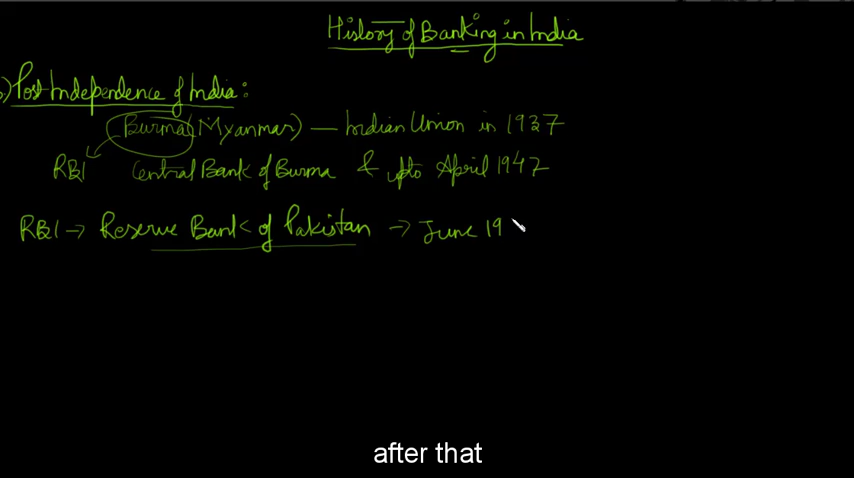 History of Banking in India
.) Post Independence of India:
Burma (Myanmar) — Indian Union in 1937
RBI Central Bank of Burma & upto April 1947
RBI → Reserve Bank of Pakistan → June 19
after that